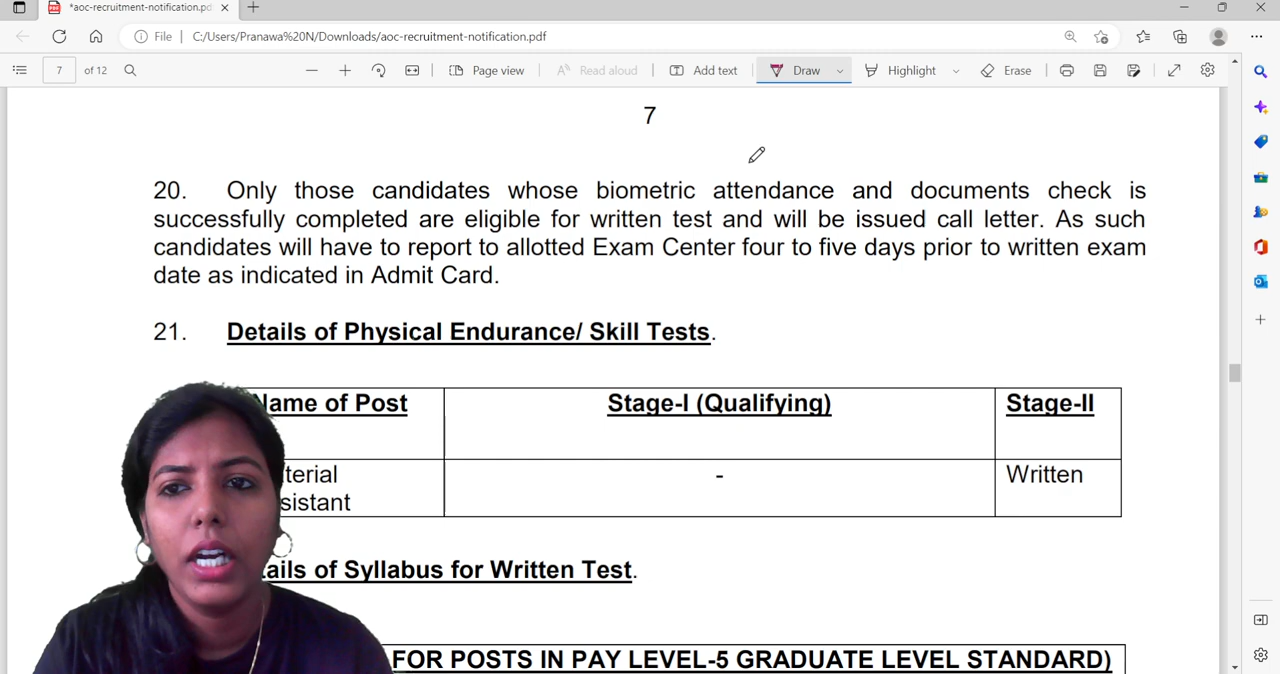 *aoc-recruitment-notification.pd
File | C:/Users/Pranawa%20N/Downloads/aoc-recruitment-notification.pdf
7 of 12 Page view Read aloud Add text Draw Highlight Erase
7
20. Only those candidates whose biometric attendance and documents check is
successfully completed are eligible for written test and will be issued call letter. As such
candidates will have to report to allotted Exam Center four to five days prior to written exam
date as indicated in Admit Card.
21. Details of Physical Endurance/ Skill Tests.
Name of Post Stage-I (Qualifying) Stage-II
terial - Written
sistant
ails of Syllabus for Written Test.
FOR POSTS IN PAY LEVEL-5 GRADUATE LEVEL STANDARD)